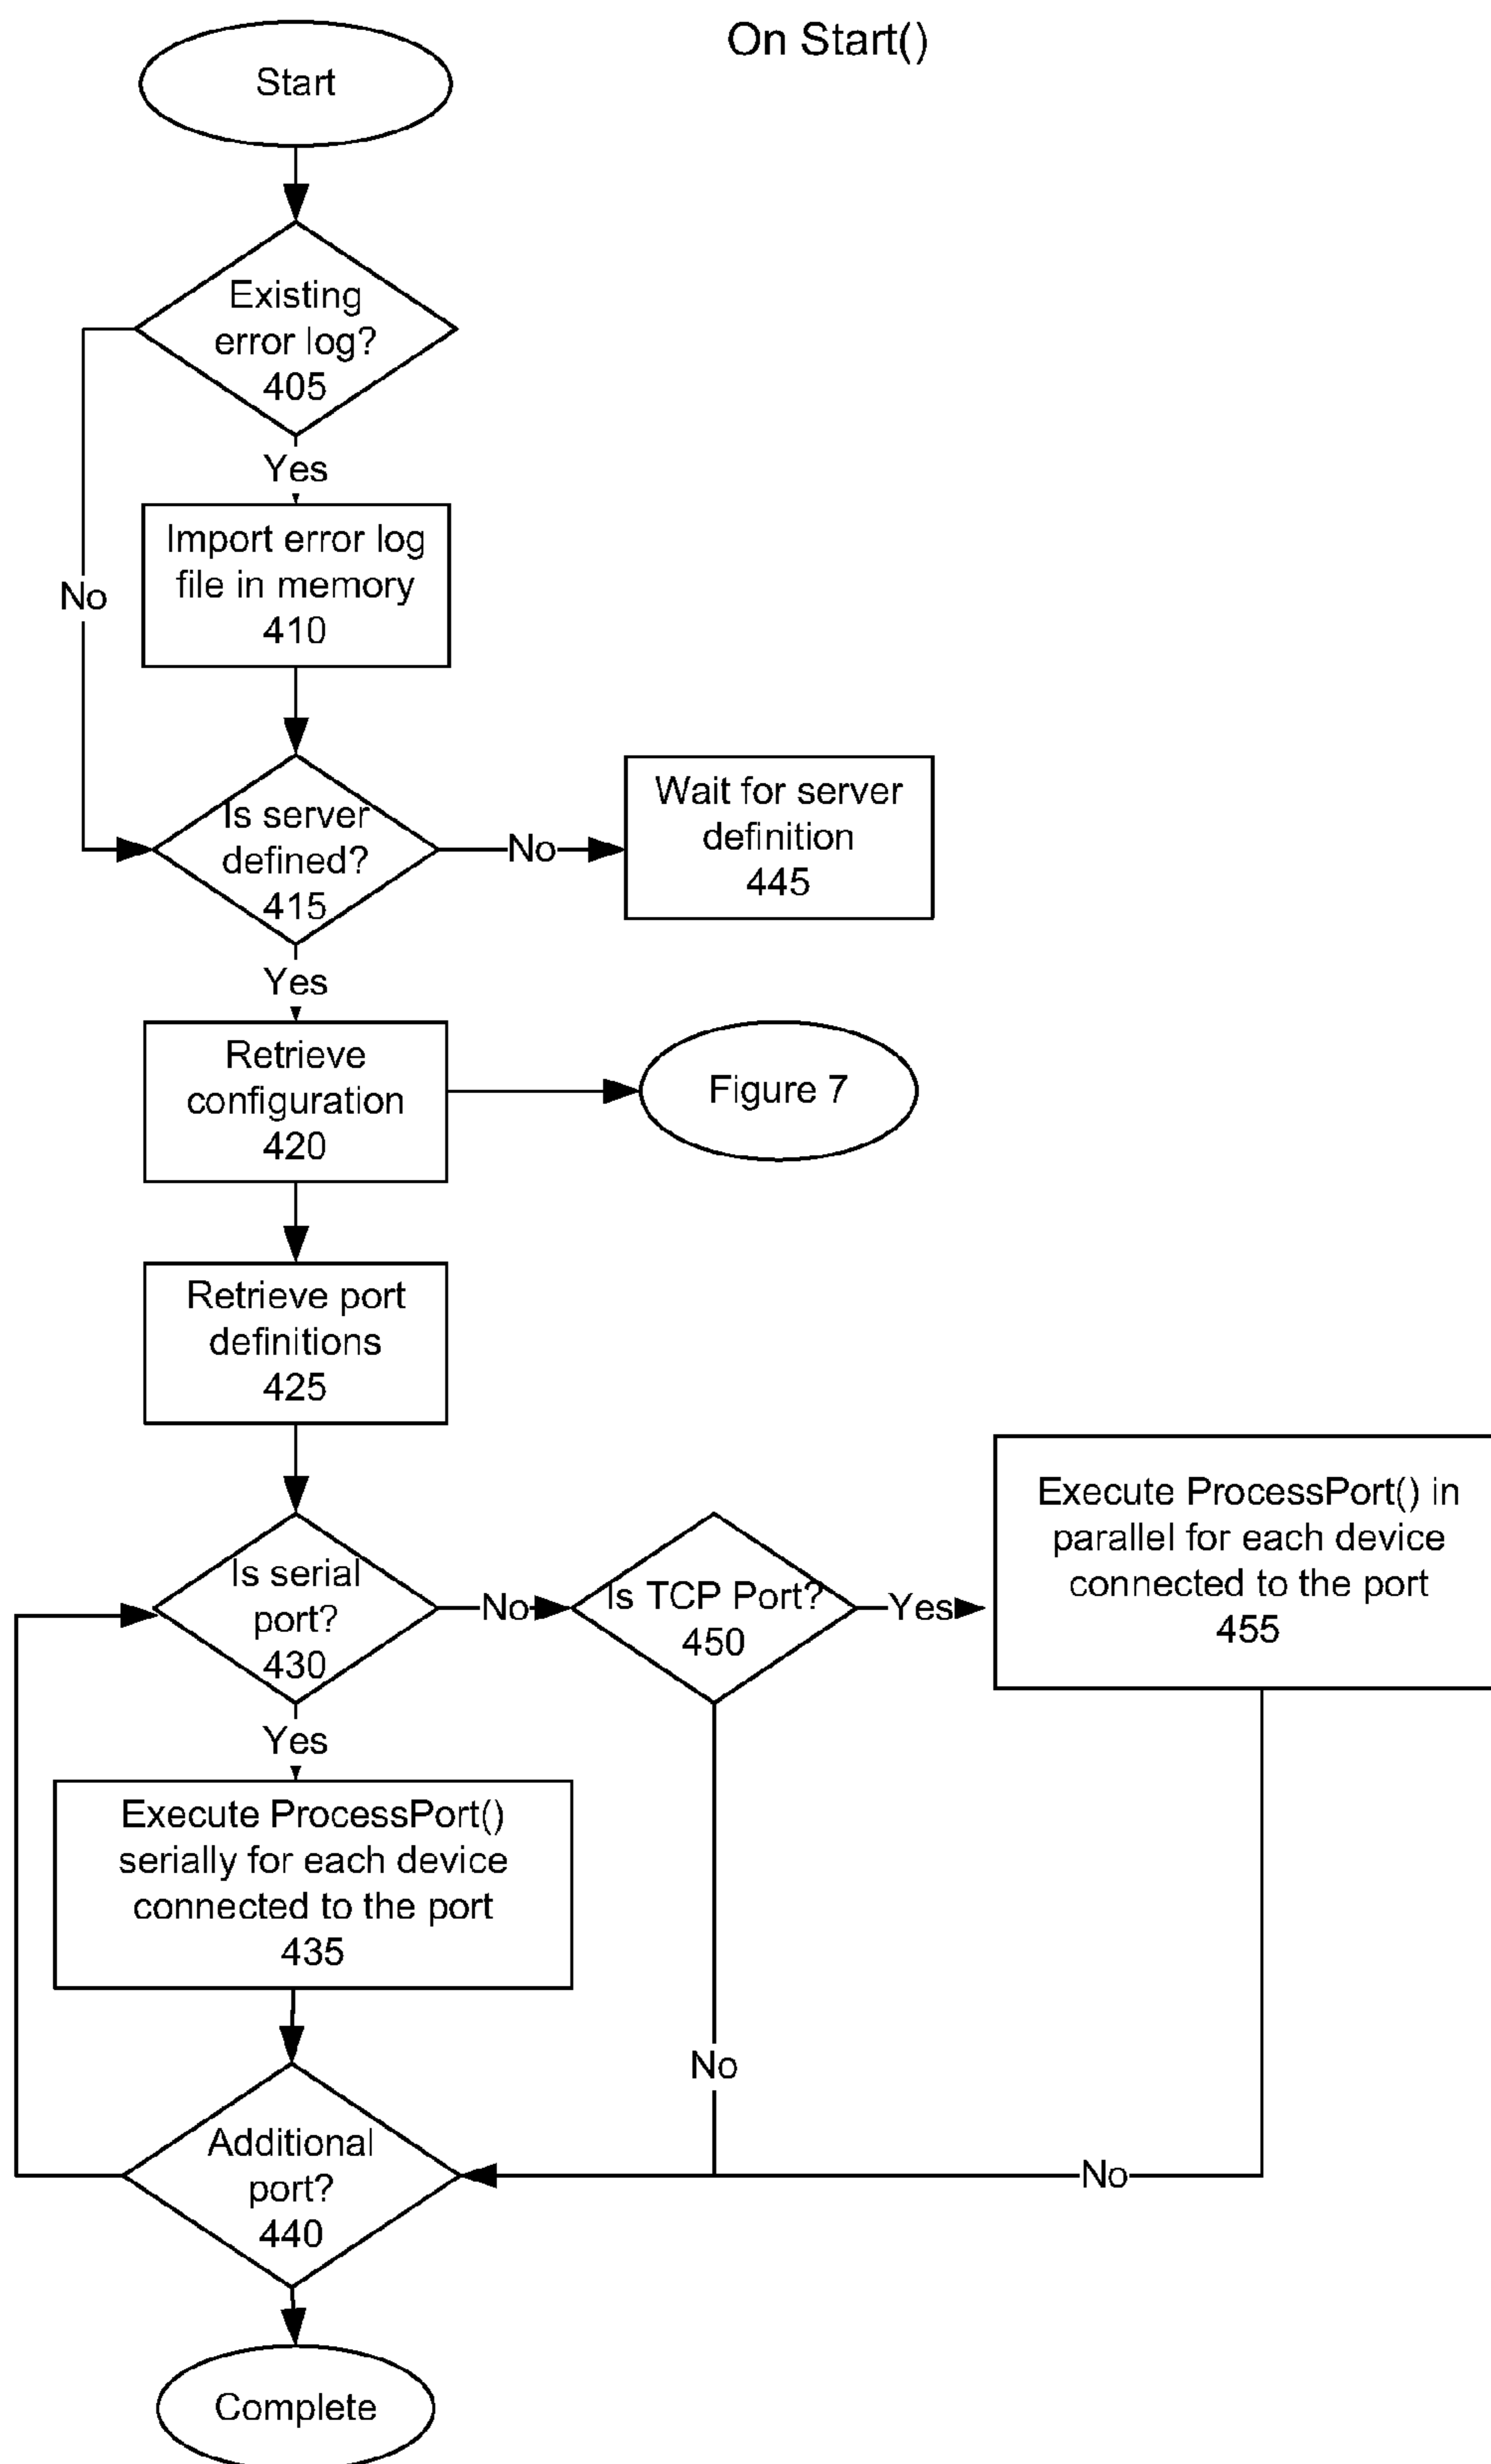 On Start()
Start
Existing
error log?
405
Yes
Import error log
file in memory
410
No
Is server
defined?
415
No
Wait for server
definition
445
Yes
Retrieve
configuration
420
Figure 7
Retrieve port
definitions
425
Is serial
port?
430
No
Is TCP Port?
450
Yes
Execute ProcessPort() in
parallel for each device
connected to the port
455
Yes
Execute ProcessPort()
serially for each device
connected to the port
435
No
Additional
port?
440
No
Complete